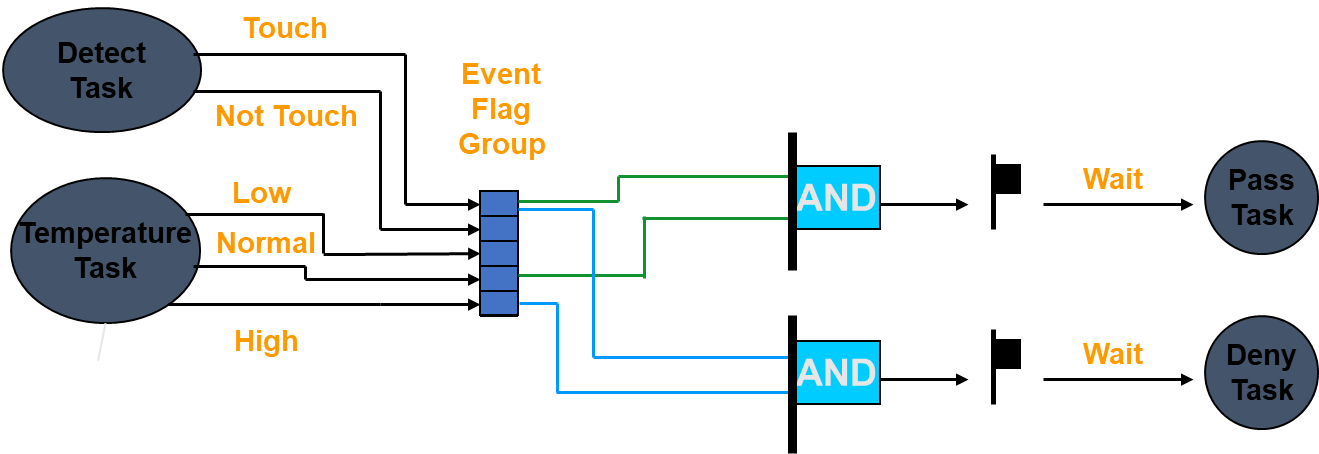 Detect
Task
Touch
Not Touch
Event
Flag
Group
Temperature
Task
Low
Normal
High
AND
Wait
Pass
Task
AND
Wait
Deny
Task